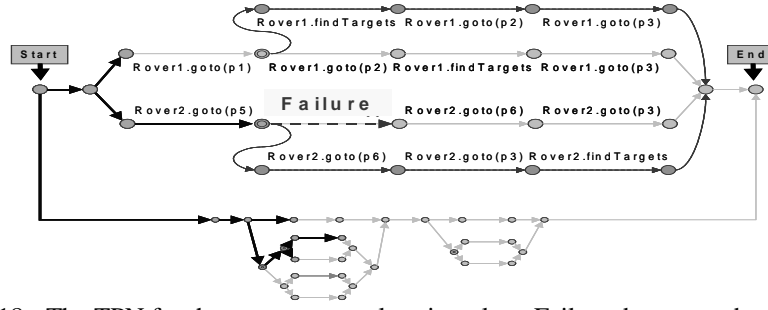 Rover1.findTargets Rover1.goto(p2) Rover1.goto(p3)
Start
End
Rover1.goto(p1) Rover1.goto(p2) Rover1.findTargets Rover1.goto(p3)
Rover2.goto(p5) Failure Rover2.goto(p6) Rover2.goto(p3)
Rover2.goto(p6) Rover2.goto(p3) Rover2.findTargets